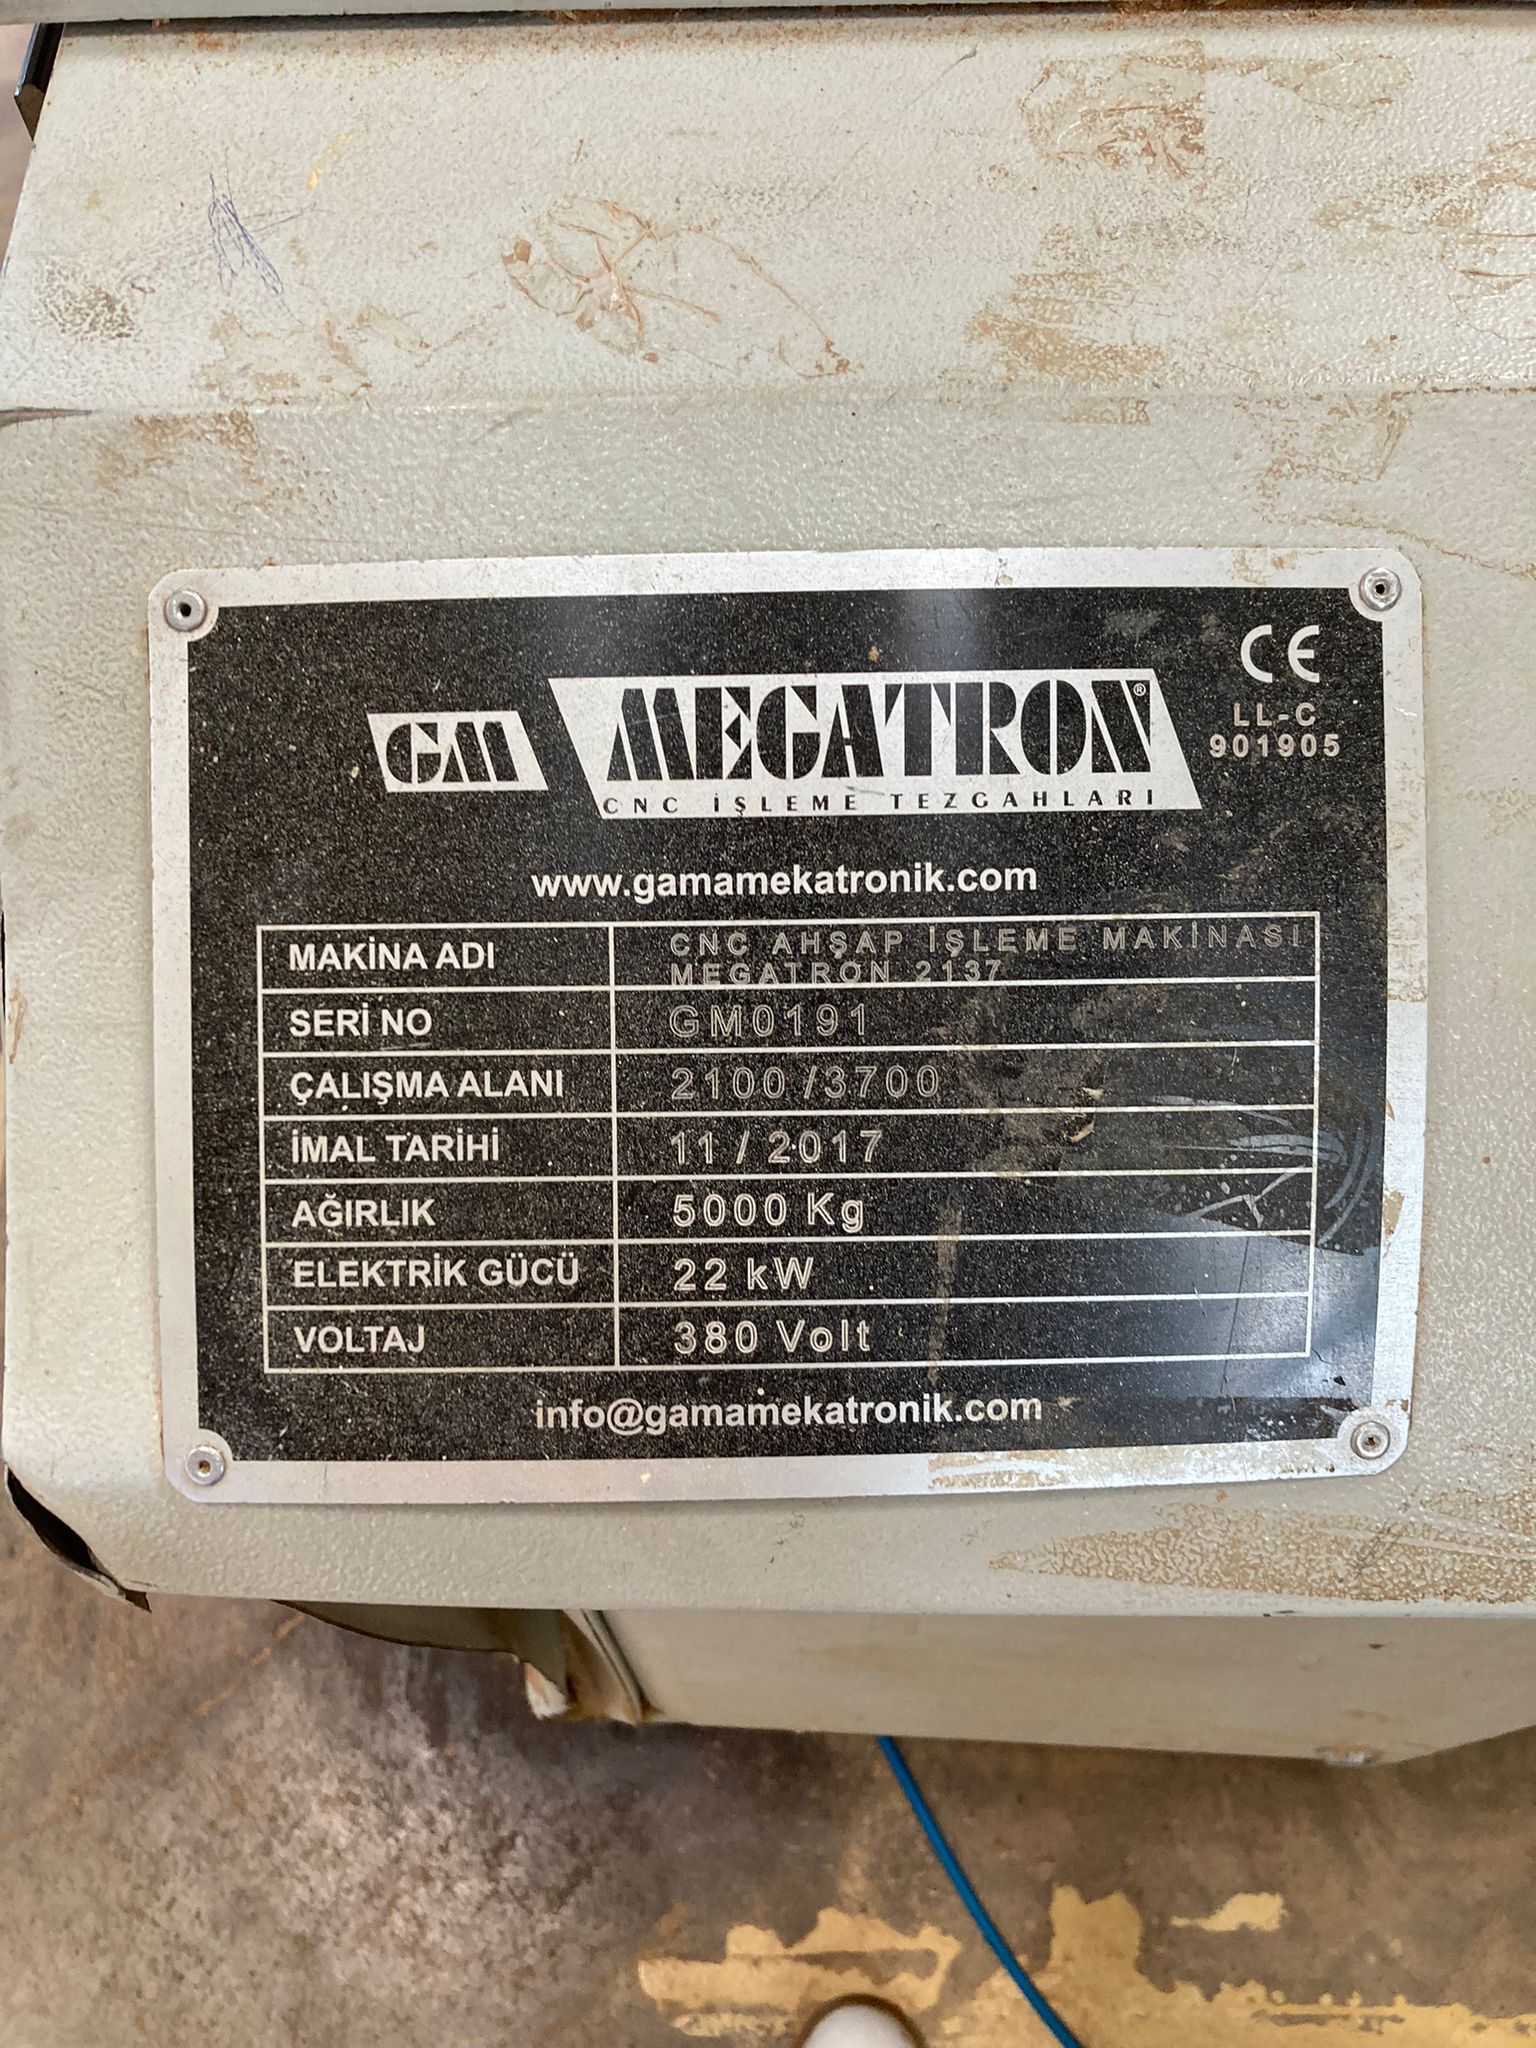 GM
MEGATRON®
CNC İŞLEME TEZGAHLARI
CE
LL-C
901905
www.gamamekatronik.com
MAKİNA ADI CNC AHŞAP İŞLEME MAKİNASI
MEGATRON 2137
SERİ NO GM0191
ÇALIŞMA ALANI 2100 /3700
İMAL TARİHİ 11 / 2017
AĞIRLIK 5000 Kg
ELEKTRİK GÜCÜ 22 kW
VOLTAJ 380 Volt
info@gamamekatronik.com